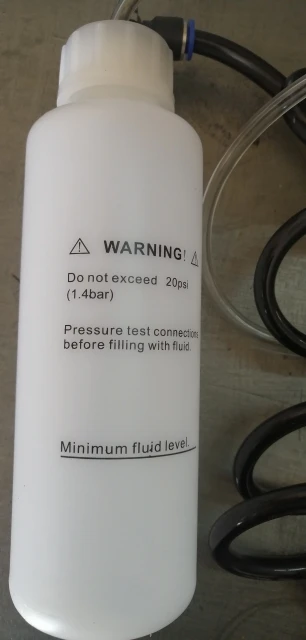 ⚠ WARNING! ⚠
Do not exceed 20psi
(1.4bar)
Pressure test connections
before filling with fluid.
Minimum fluid level.